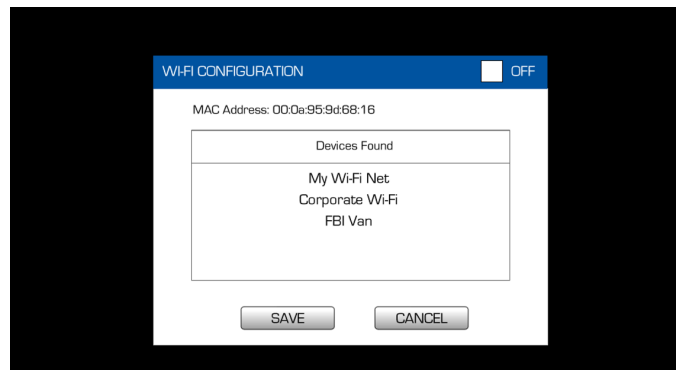 WI-FI CONFIGURATION OFF
MAC Address: 00:0a:95:9d:68:16
Devices Found
My Wi-Fi Net
Corporate Wi-Fi
FBI Van
SAVE CANCEL